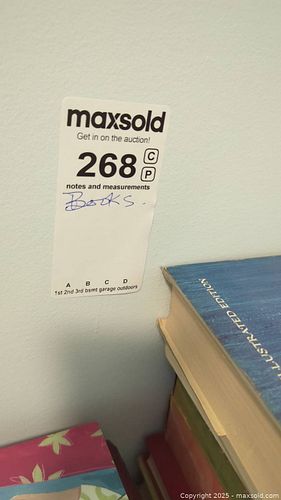 maxsold
Get in on the auction!
268 C
P
notes and measurements
Books.
A B C D
1st 2nd 3rd bsmt garage outdoors
ILLUSTRATED EDITION
Copyright 2025 - maxsold.com